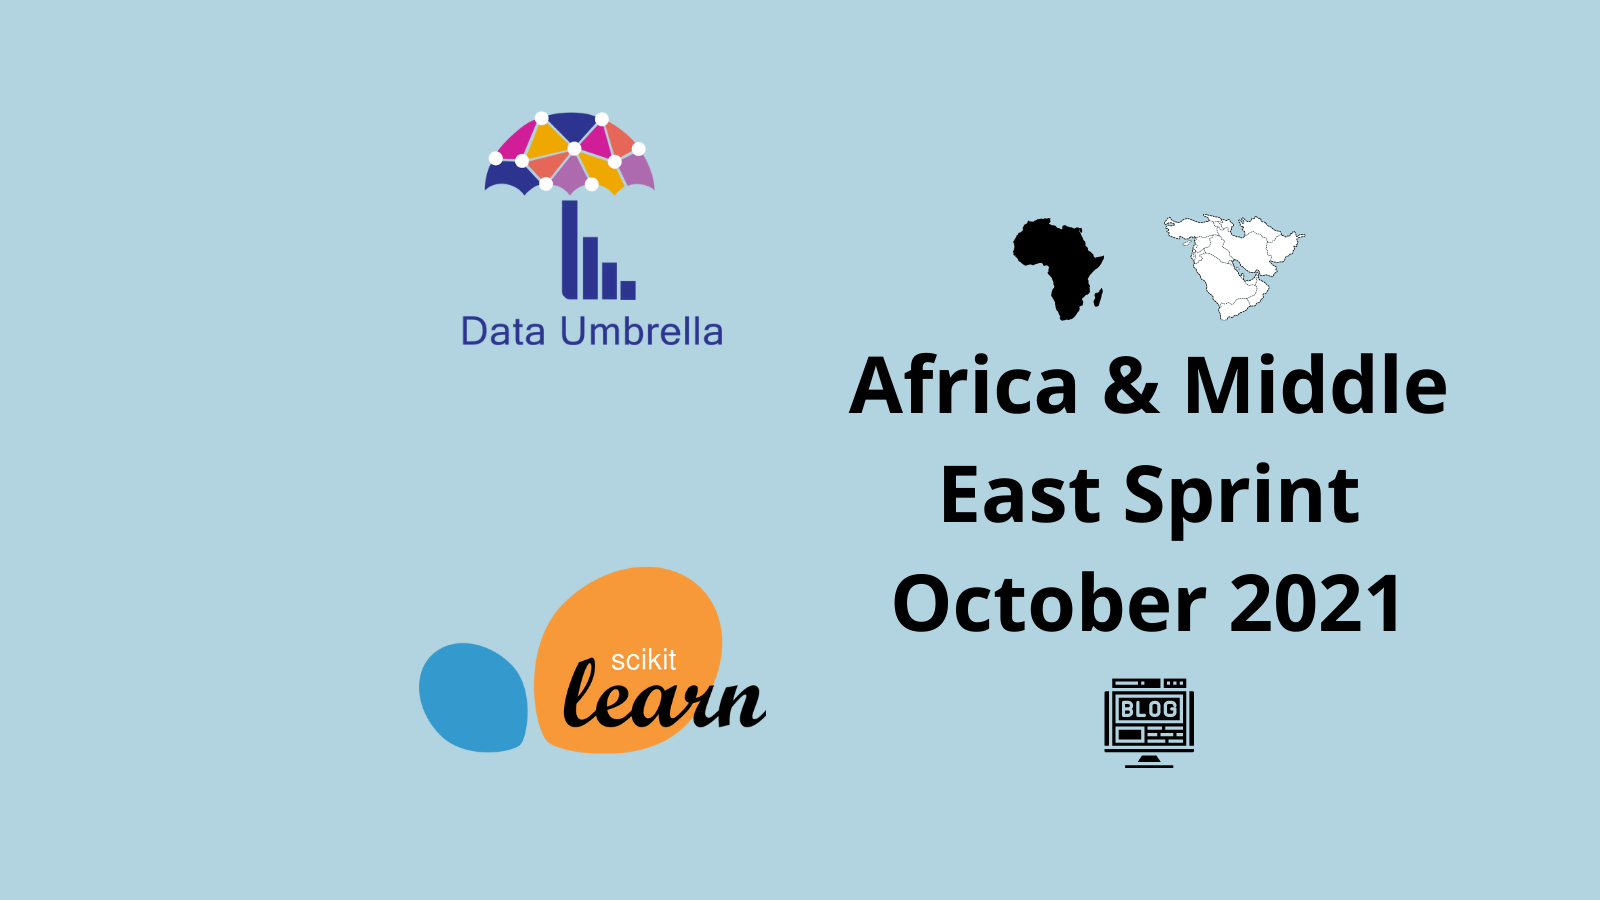 Data Umbrella
scikit
learn
Africa & Middle
East Sprint
October 2021
BLOG